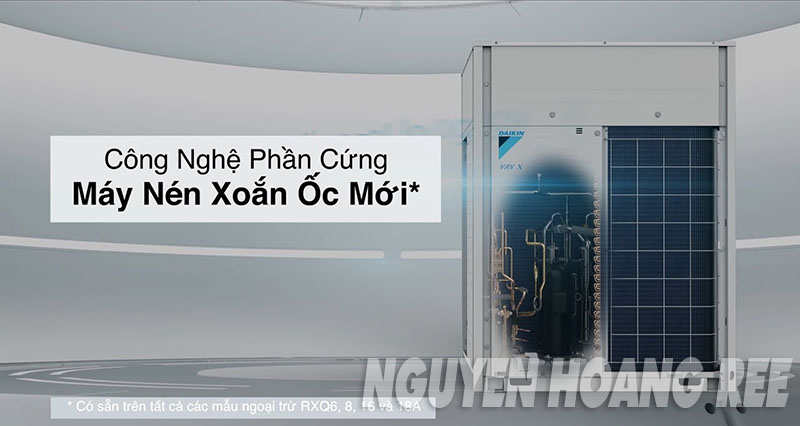 DAIKIN
VRV X
Công Nghệ Phần Cứng
Máy Nén Xoắn Ốc Mới*
NGUYEN HOANG REE
* Có sẵn trên tất cả các mẫu ngoại trừ RXQ6, 8, 16 và 18A